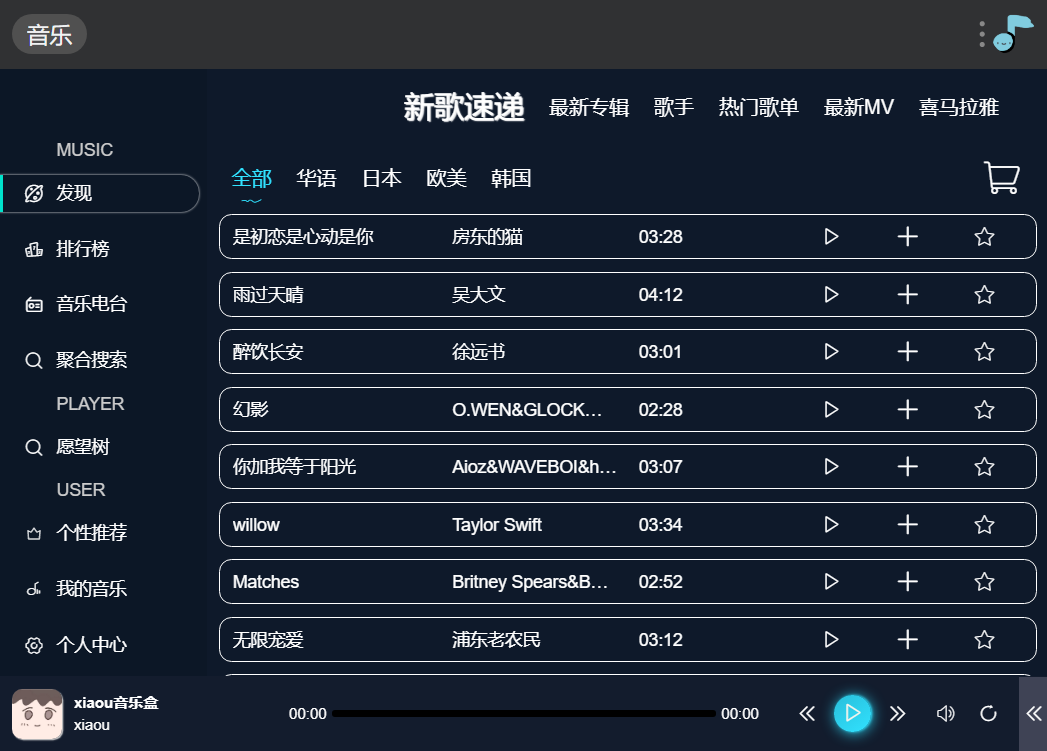 音乐
MUSIC
发现
排行榜
音乐电台
聚合搜索
PLAYER
愿望树
USER
个性推荐
我的音乐
个人中心
新歌速递 最新专辑 歌手 热门歌单 最新MV 喜马拉雅
全部 华语 日本 欧美 韩国
是初恋是心动是你 房东的猫 03:28
雨过天晴 吴大文 04:12
醉饮长安 徐远书 03:01
幻影 O.WEN&GLOCK... 02:28
你加我等于阳光 Aioz&WAVEBOI&h... 03:07
willow Taylor Swift 03:34
Matches Britney Spears&B... 02:52
无限宠爱 浦东老农民 03:12
xiaou音乐盒
xiaou
00:00 00:00